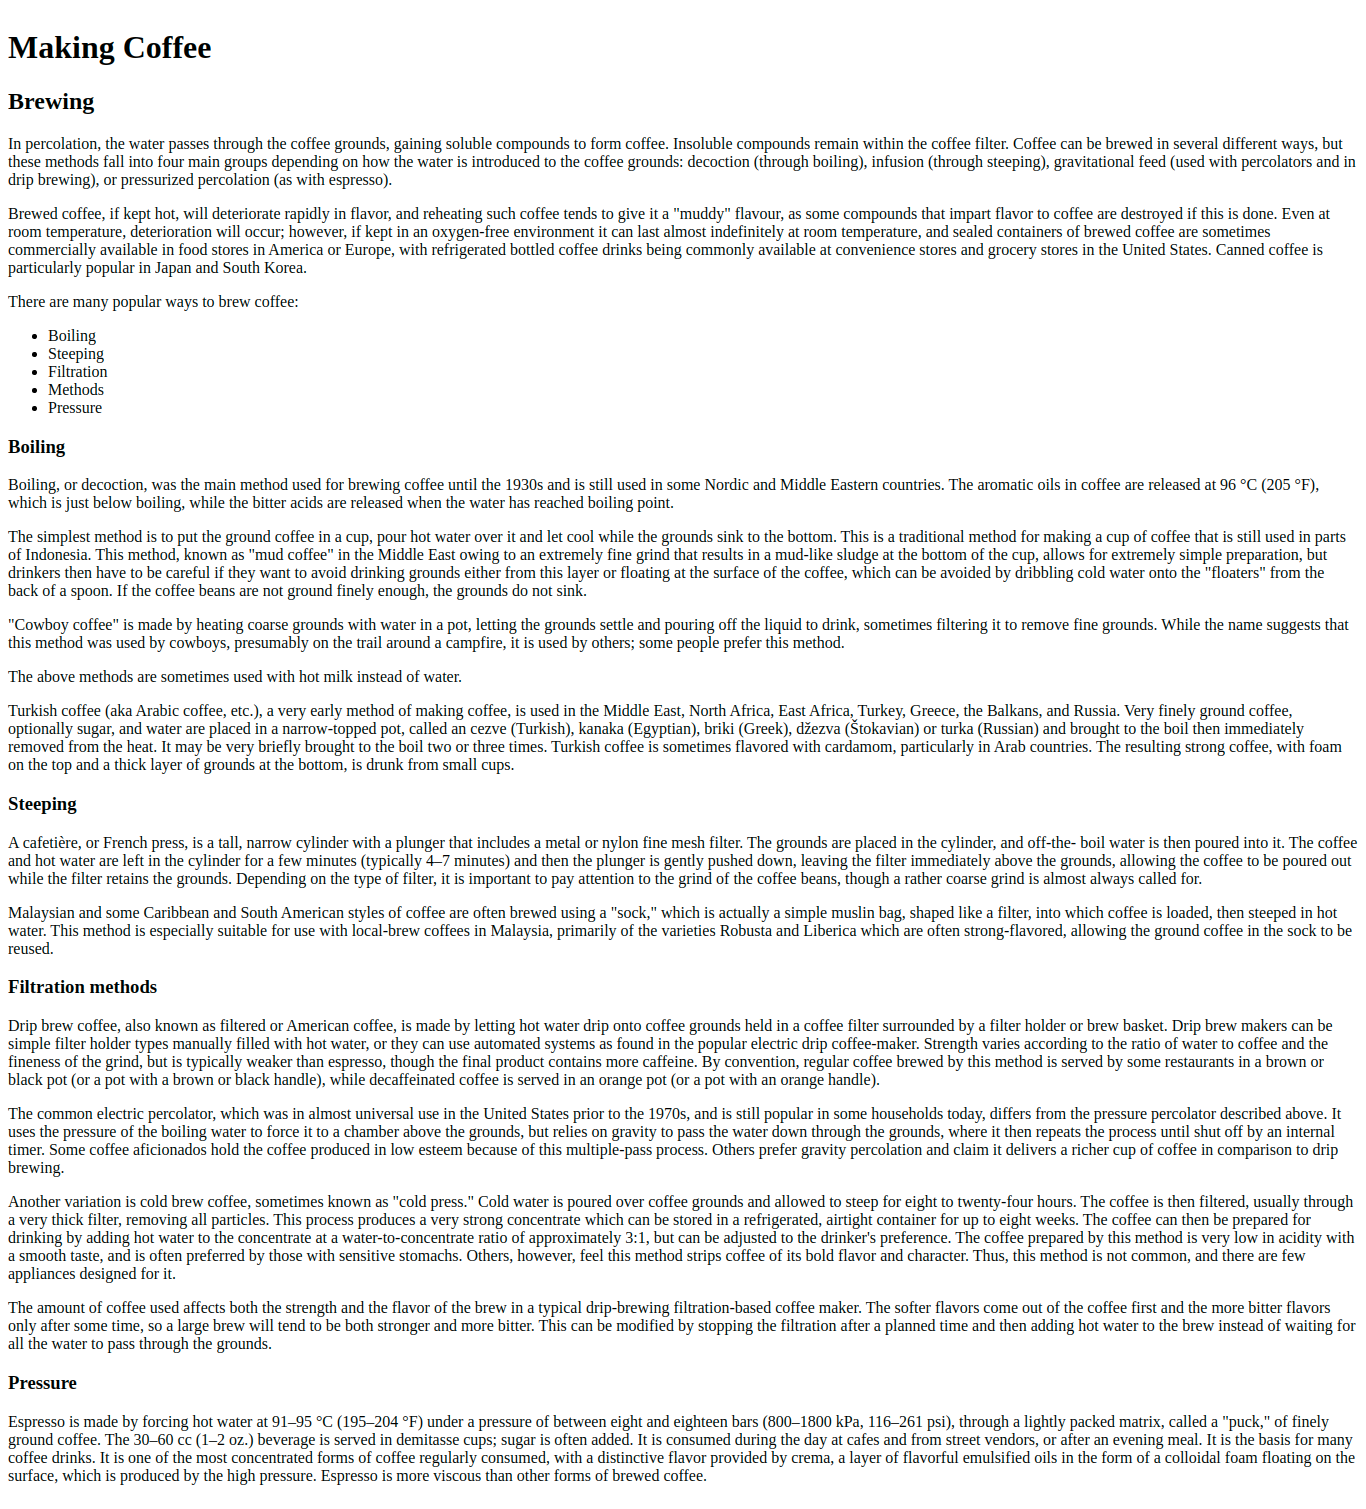 Making Coffee
Brewing
In percolation, the water passes through the coffee grounds, gaining soluble compounds to form coffee. Insoluble compounds remain within the coffee filter. Coffee can be brewed in several different ways, but
these methods fall into four main groups depending on how the water is introduced to the coffee grounds: decoction (through boiling), infusion (through steeping), gravitational feed (used with percolators and in
drip brewing), or pressurized percolation (as with espresso).
Brewed coffee, if kept hot, will deteriorate rapidly in flavor, and reheating such coffee tends to give it a "muddy" flavour, as some compounds that impart flavor to coffee are destroyed if this is done. Even at
room temperature, deterioration will occur; however, if kept in an oxygen-free environment it can last almost indefinitely at room temperature, and sealed containers of brewed coffee are sometimes
commercially available in food stores in America or Europe, with refrigerated bottled coffee drinks being commonly available at convenience stores and grocery stores in the United States. Canned coffee is
particularly popular in Japan and South Korea.
There are many popular ways to brew coffee:
• Boiling
• Steeping
• Filtration
• Methods
• Pressure
Boiling
Boiling, or decoction, was the main method used for brewing coffee until the 1930s and is still used in some Nordic and Middle Eastern countries. The aromatic oils in coffee are released at 96 °C (205 °F),
which is just below boiling, while the bitter acids are released when the water has reached boiling point.
The simplest method is to put the ground coffee in a cup, pour hot water over it and let cool while the grounds sink to the bottom. This is a traditional method for making a cup of coffee that is still used in parts
of Indonesia. This method, known as "mud coffee" in the Middle East owing to an extremely fine grind that results in a mud-like sludge at the bottom of the cup, allows for extremely simple preparation, but
drinkers then have to be careful if they want to avoid drinking grounds either from this layer or floating at the surface of the coffee, which can be avoided by dribbling cold water onto the "floaters" from the
back of a spoon. If the coffee beans are not ground finely enough, the grounds do not sink.
"Cowboy coffee" is made by heating coarse grounds with water in a pot, letting the grounds settle and pouring off the liquid to drink, sometimes filtering it to remove fine grounds. While the name suggests that
this method was used by cowboys, presumably on the trail around a campfire, it is used by others; some people prefer this method.
The above methods are sometimes used with hot milk instead of water.
Turkish coffee (aka Arabic coffee, etc.), a very early method of making coffee, is used in the Middle East, North Africa, East Africa, Turkey, Greece, the Balkans, and Russia. Very finely ground coffee,
optionally sugar, and water are placed in a narrow-topped pot, called an cezve (Turkish), kanaka (Egyptian), briki (Greek), džezva (Štokavian) or turka (Russian) and brought to the boil then immediately
removed from the heat. It may be very briefly brought to the boil two or three times. Turkish coffee is sometimes flavored with cardamom, particularly in Arab countries. The resulting strong coffee, with foam
on the top and a thick layer of grounds at the bottom, is drunk from small cups.
Steeping
A cafetière, or French press, is a tall, narrow cylinder with a plunger that includes a metal or nylon fine mesh filter. The grounds are placed in the cylinder, and off-the- boil water is then poured into it. The coffee
and hot water are left in the cylinder for a few minutes (typically 4–7 minutes) and then the plunger is gently pushed down, leaving the filter immediately above the grounds, allowing the coffee to be poured out
while the filter retains the grounds. Depending on the type of filter, it is important to pay attention to the grind of the coffee beans, though a rather coarse grind is almost always called for.
Malaysian and some Caribbean and South American styles of coffee are often brewed using a "sock," which is actually a simple muslin bag, shaped like a filter, into which coffee is loaded, then steeped in hot
water. This method is especially suitable for use with local-brew coffees in Malaysia, primarily of the varieties Robusta and Liberica which are often strong-flavored, allowing the ground coffee in the sock to be
reused.
Filtration methods
Drip brew coffee, also known as filtered or American coffee, is made by letting hot water drip onto coffee grounds held in a coffee filter surrounded by a filter holder or brew basket. Drip brew makers can be
simple filter holder types manually filled with hot water, or they can use automated systems as found in the popular electric drip coffee-maker. Strength varies according to the ratio of water to coffee and the
fineness of the grind, but is typically weaker than espresso, though the final product contains more caffeine. By convention, regular coffee brewed by this method is served by some restaurants in a brown or
black pot (or a pot with a brown or black handle), while decaffeinated coffee is served in an orange pot (or a pot with an orange handle).
The common electric percolator, which was in almost universal use in the United States prior to the 1970s, and is still popular in some households today, differs from the pressure percolator described above. It
uses the pressure of the boiling water to force it to a chamber above the grounds, but relies on gravity to pass the water down through the grounds, where it then repeats the process until shut off by an internal
timer. Some coffee aficionados hold the coffee produced in low esteem because of this multiple-pass process. Others prefer gravity percolation and claim it delivers a richer cup of coffee in comparison to drip
brewing.
Another variation is cold brew coffee, sometimes known as "cold press." Cold water is poured over coffee grounds and allowed to steep for eight to twenty-four hours. The coffee is then filtered, usually through
a very thick filter, removing all particles. This process produces a very strong concentrate which can be stored in a refrigerated, airtight container for up to eight weeks. The coffee can then be prepared for
drinking by adding hot water to the concentrate at a water-to-concentrate ratio of approximately 3:1, but can be adjusted to the drinker's preference. The coffee prepared by this method is very low in acidity with
a smooth taste, and is often preferred by those with sensitive stomachs. Others, however, feel this method strips coffee of its bold flavor and character. Thus, this method is not common, and there are few
appliances designed for it.
The amount of coffee used affects both the strength and the flavor of the brew in a typical drip-brewing filtration-based coffee maker. The softer flavors come out of the coffee first and the more bitter flavors
only after some time, so a large brew will tend to be both stronger and more bitter. This can be modified by stopping the filtration after a planned time and then adding hot water to the brew instead of waiting for
all the water to pass through the grounds.
Pressure
Espresso is made by forcing hot water at 91–95 °C (195–204 °F) under a pressure of between eight and eighteen bars (800–1800 kPa, 116–261 psi), through a lightly packed matrix, called a "puck," of finely
ground coffee. The 30–60 cc (1–2 oz.) beverage is served in demitasse cups; sugar is often added. It is consumed during the day at cafes and from street vendors, or after an evening meal. It is the basis for many
coffee drinks. It is one of the most concentrated forms of coffee regularly consumed, with a distinctive flavor provided by crema, a layer of flavorful emulsified oils in the form of a colloidal foam floating on the
surface, which is produced by the high pressure. Espresso is more viscous than other forms of brewed coffee.